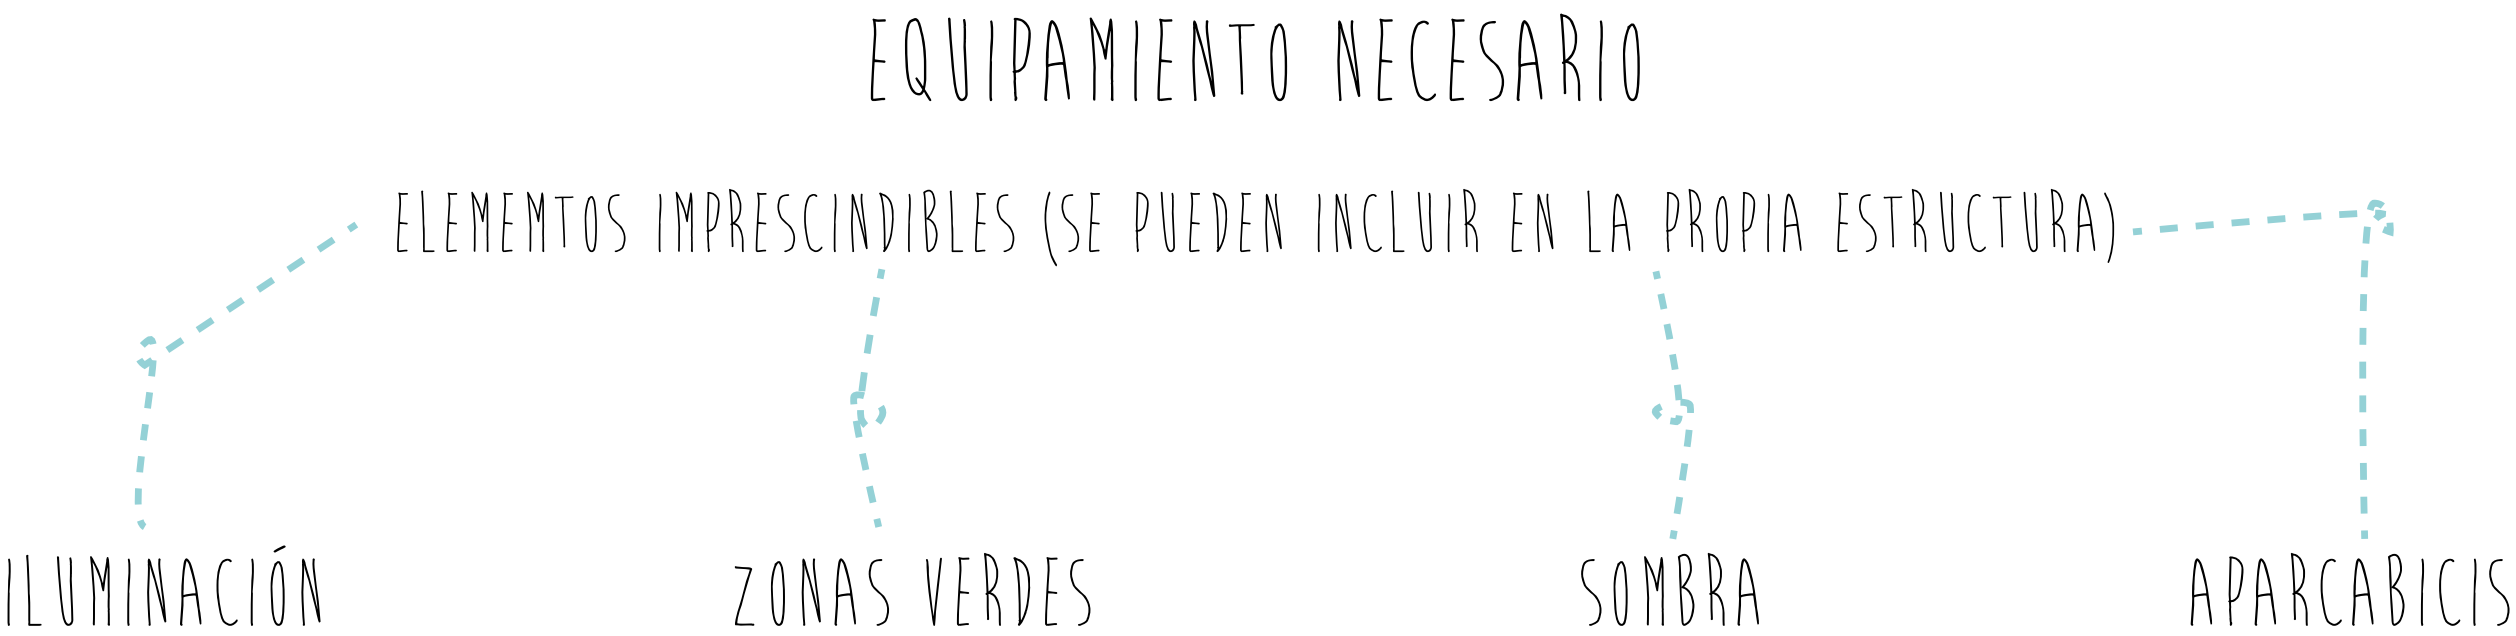 EQUIPAMIENTO NECESARIO
ELEMEMTOS IMPRESCINDIBLES (SE PUEDEN INCLUIR EN LA PROPIA ESTRUCTURA)
ILUMINACIÓN
ZONAS VERDES
SOMBRA
APARCABICIS